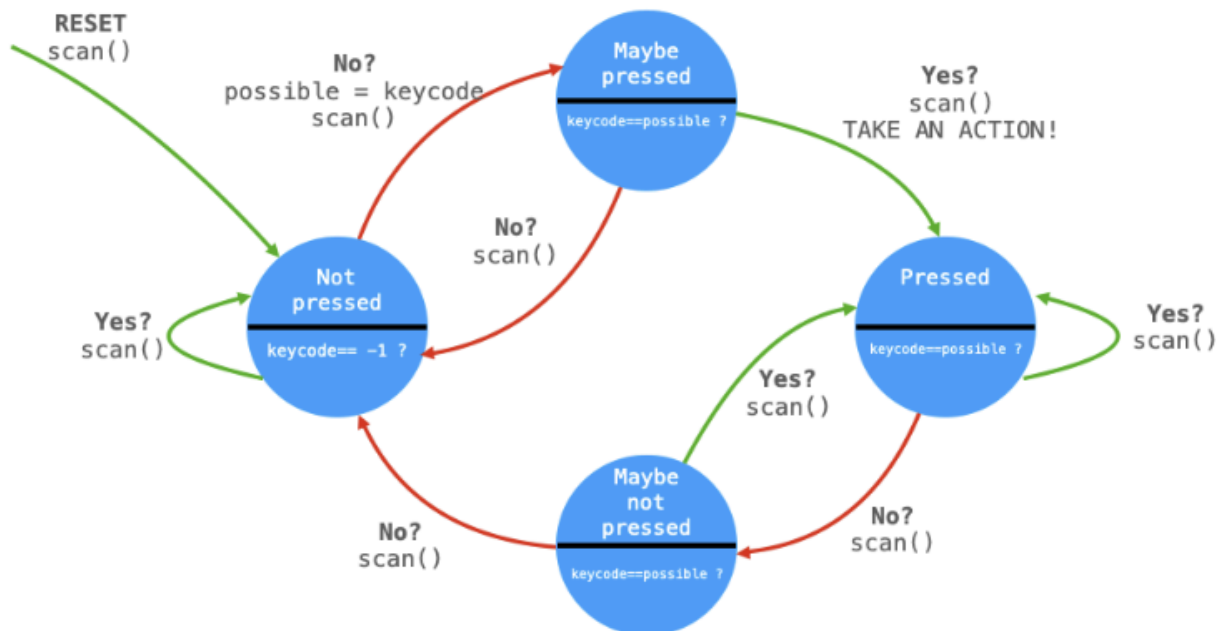 RESET
scan()
No?
possible = keycode
scan()
Maybe
pressed
keycode==possible ?
Yes?
scan()
TAKE AN ACTION!
No?
scan()
Not
pressed
keycode== -1 ?
Yes?
scan()
Pressed
keycode==possible ?
Yes?
scan()
Yes?
scan()
Maybe
not
pressed
keycode==possible ?
No?
scan()
No?
scan()